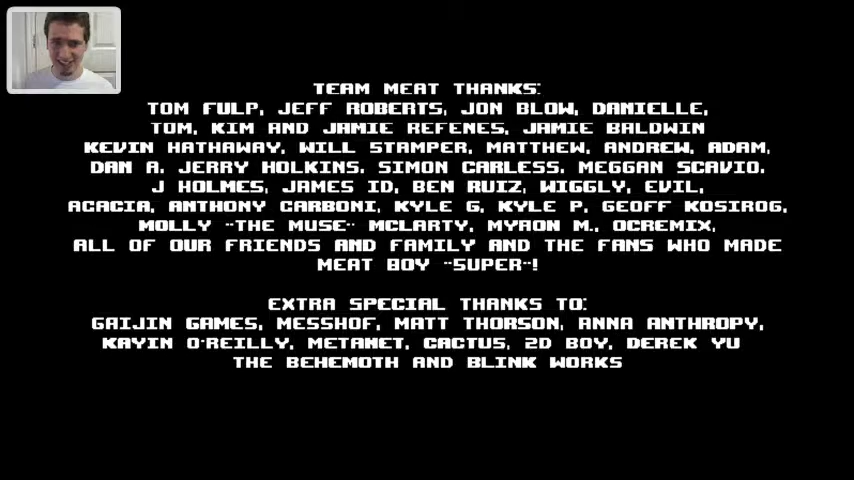 TEAM MEAT THANKS:
TOM FULP, JEFF ROBERTS, JON BLOW, DANIELLE,
TOM, KIM AND JAMIE REFENES, JAMIE BALDWIN
KEVIN HATHAWAY, WILL STAMPER, MATTHEW, ANDREW, ADAM,
DAN A, JERRY HOLKINS, SIMON CARLESS, MEGGAN SCAVIO,
J HOLMES, JAMES ID, BEN RUIZ, WIGGLY, EVIL,
ACACIA, ANTHONY CARBONI, KYLE G, KYLE P, GEOFF KOSIROG,
MOLLY "THE MUSE" MCLARTY, MYRON M., OCREMIX,
ALL OF OUR FRIENDS AND FAMILY AND THE FANS WHO MADE
MEAT BOY "SUPER"!
EXTRA SPECIAL THANKS TO:
GAIJIN GAMES, MESSHOF, MATT THORSON, ANNA ANTHROPY,
KAYIN O'REILLY, METANET, CACTUS, 2D BOY, DEREK YU
THE BEHEMOTH AND BLINK WORKS